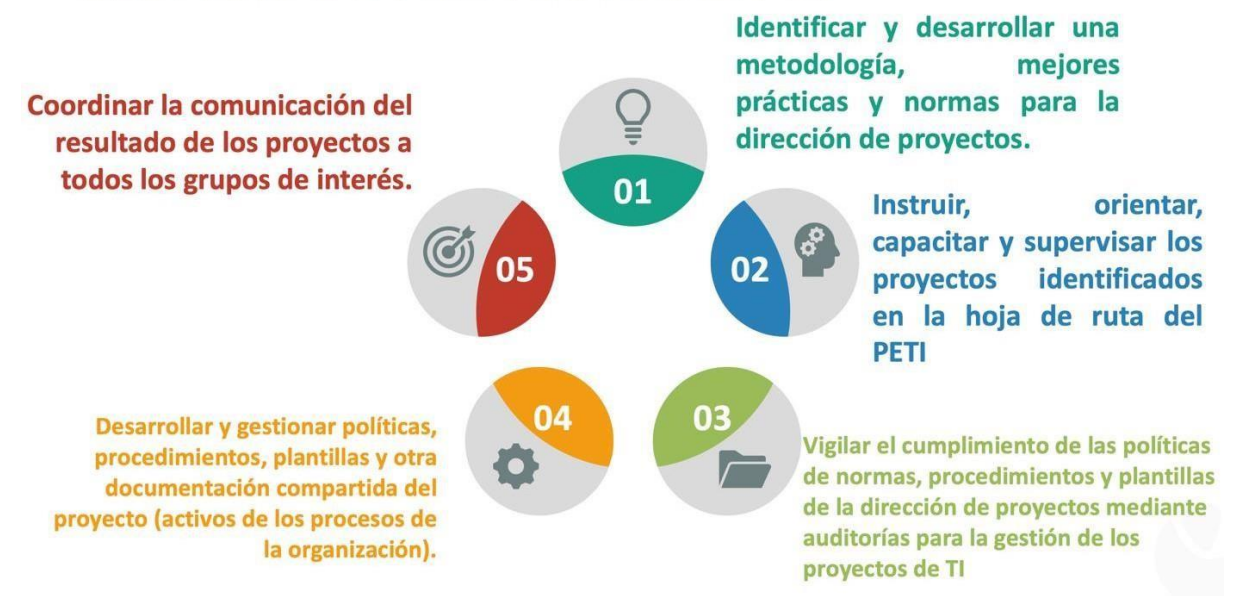 01
Identificar y desarrollar una
metodología, mejores
prácticas y normas para la
dirección de proyectos.
02
Instruir, orientar,
capacitar y supervisar los
proyectos identificados
en la hoja de ruta del
PETI
03
Vigilar el cumplimiento de las políticas
de normas, procedimientos y plantillas
de la dirección de proyectos mediante
auditorías para la gestión de los
proyectos de TI
04
Desarrollar y gestionar políticas,
procedimientos, plantillas y otra
documentación compartida del
proyecto (activos de los procesos de
la organización).
05
Coordinar la comunicación del
resultado de los proyectos a
todos los grupos de interés.